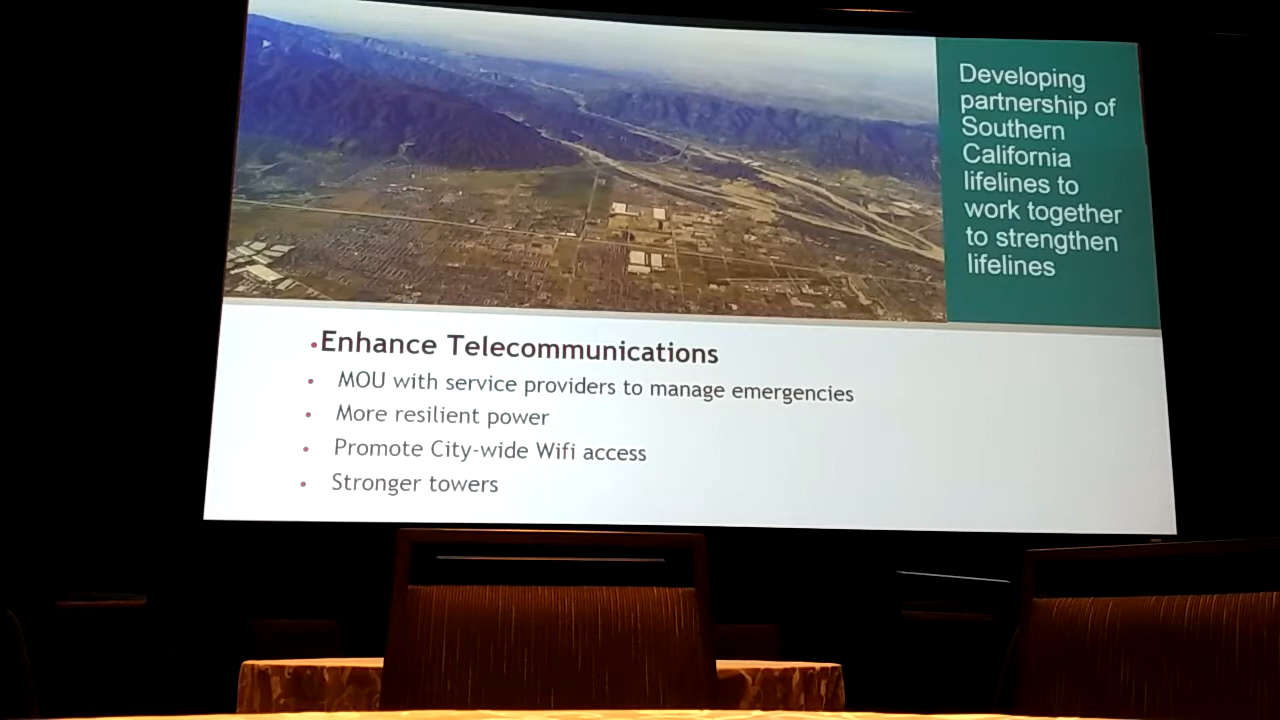 Developing
partnership of
Southern
California
lifelines to
work together
to strengthen
lifelines
•Enhance Telecommunications
• MOU with service providers to manage emergencies
• More resilient power
• Promote City-wide Wifi access
• Stronger towers